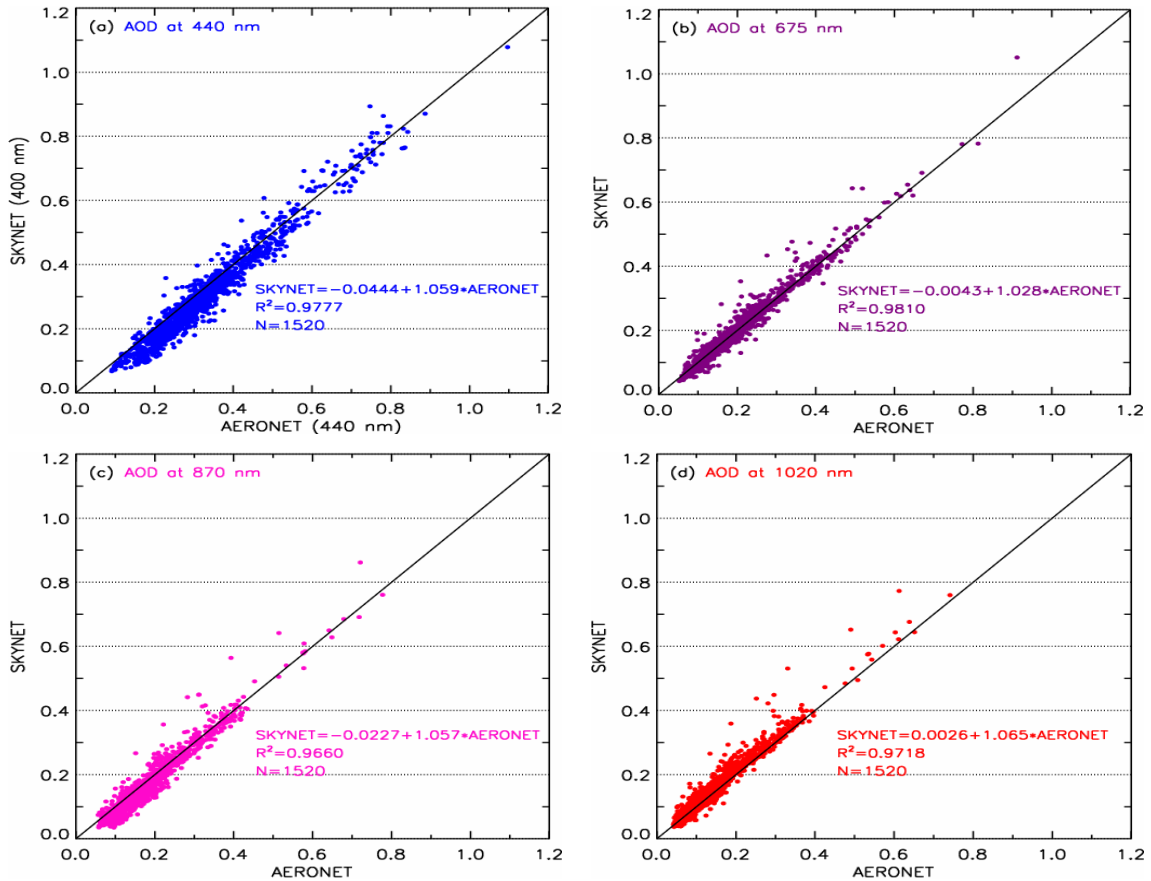 (a) AOD at 440 nm
1.0
0.8
0.6
0.4
0.2
0.0
SKYNET (400 nm)
SKYNET=−0.0444+1.059*AERONET
R²=0.9777
N=1520
0.0 0.2 0.4 0.6 0.8 1.0 1.2
AERONET (440 nm)
(b) AOD at 675 nm
1.2
1.0
0.8
0.6
0.4
0.2
0.0
SKYNET
SKYNET=−0.0043+1.028*AERONET
R²=0.9810
N=1520
0.0 0.2 0.4 0.6 0.8 1.0 1.2
AERONET
(c) AOD at 870 nm
1.2
1.0
0.8
0.6
0.4
0.2
0.0
SKYNET
SKYNET=−0.0227+1.057*AERONET
R²=0.9660
N=1520
0.0 0.2 0.4 0.6 0.8 1.0 1.2
AERONET
(d) AOD at 1020 nm
1.2
1.0
0.8
0.6
0.4
0.2
0.0
SKYNET
SKYNET=0.0026+1.065*AERONET
R²=0.9718
N=1520
0.0 0.2 0.4 0.6 0.8 1.0 1.2
AERONET